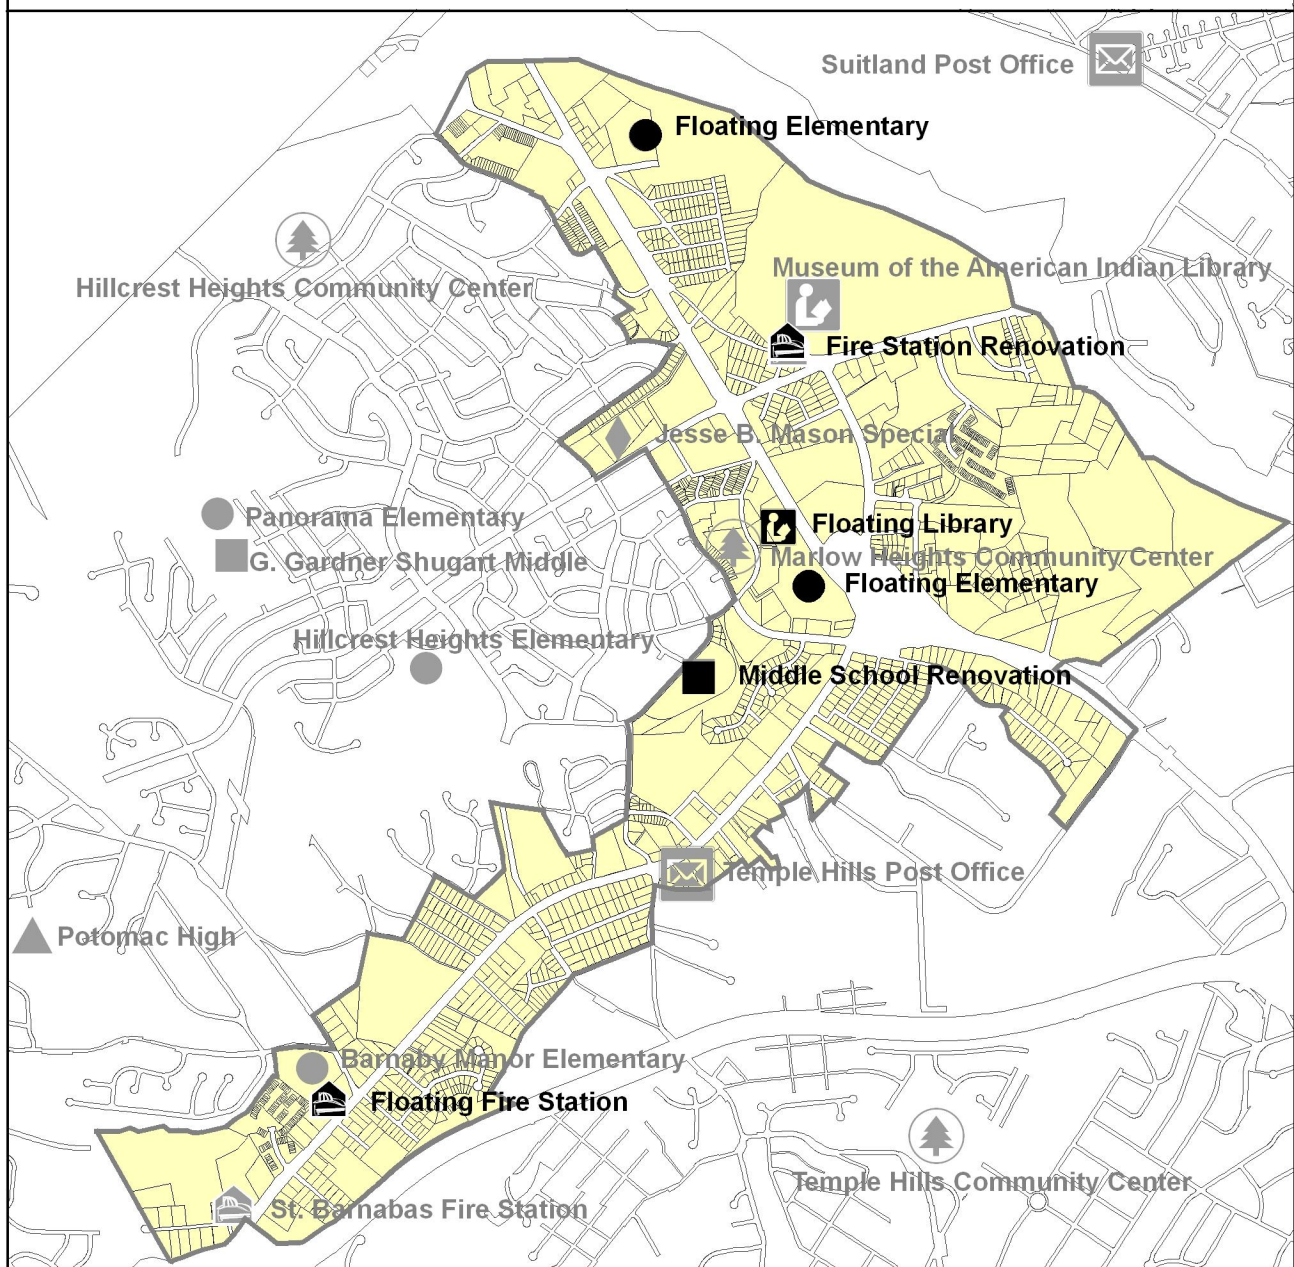 Suitland Post Office
Floating Elementary
Museum of the American Indian Library
Hillcrest Heights Community Center
Fire Station Renovation
Jesse B. Mason Special
Panorama Elementary
Floating Library
G. Gardner Shugart Middle
Marlow Heights Community Center
Floating Elementary
Hillcrest Heights Elementary
Middle School Renovation
Temple Hills Post Office
Potomac High
Barnaby Manor Elementary
Floating Fire Station
Temple Hills Community Center
St. Barnabas Fire Station